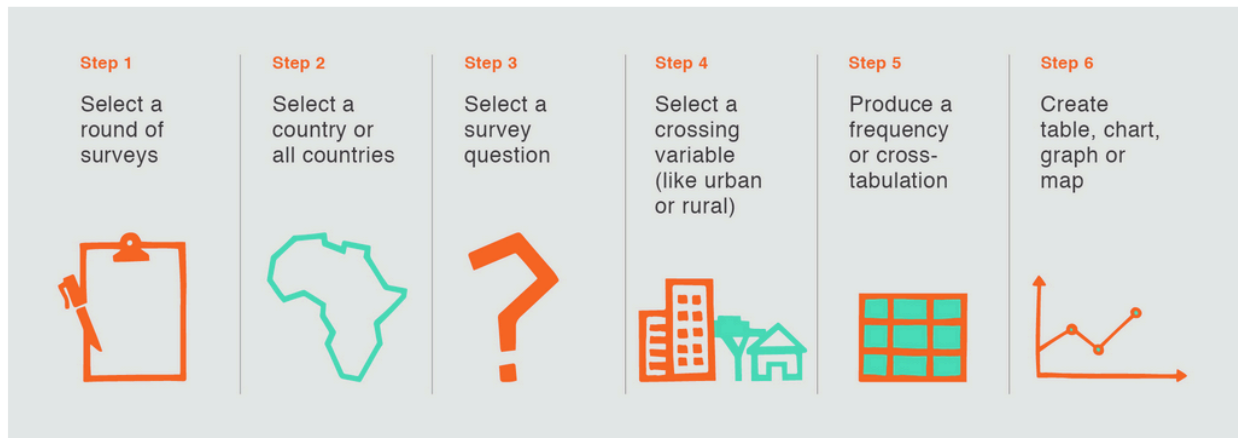 Step 1
Select a
round of
surveys
Step 2
Select a
country or
all countries
Step 3
Select a
survey
question
Step 4
Select a
crossing
variable
(like urban
or rural)
Step 5
Produce a
frequency
or cross-
tabulation
Step 6
Create
table, chart,
graph or
map